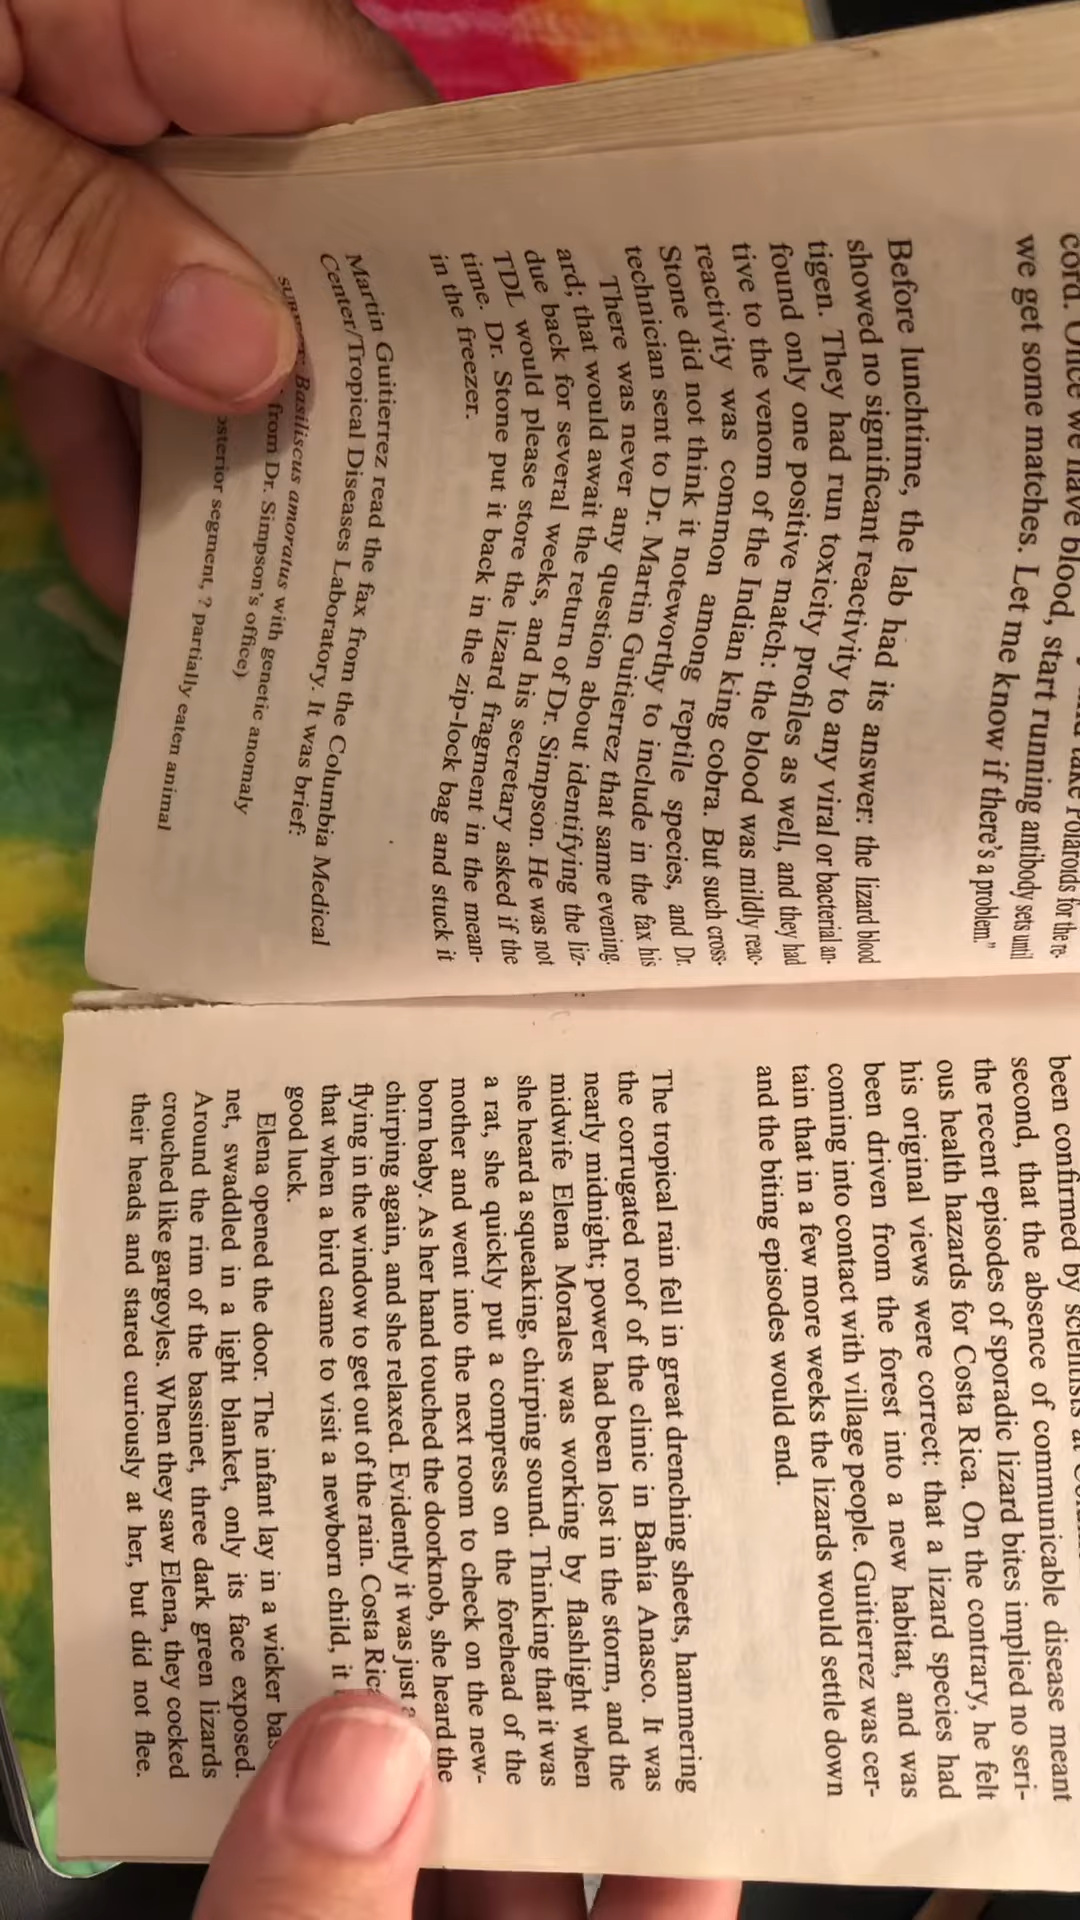 cord. Once we have blood, start running antibody sets until
we get some matches. Let me know if there's a problem."
Before lunchtime, the lab had its answer: the lizard blood
showed no significant reactivity to any viral or bacterial an-
tigen. They had run toxicity profiles as well, and they had
found only one positive match: the blood was mildly reac-
tive to the venom of the Indian king cobra. But such cross-
reactivity was common among reptile species, and Dr.
Stone did not think it noteworthy to include in the fax his
technician sent to Dr. Martin Guitierrez that same evening.
There was never any question about identifying the liz-
ard; that would await the return of Dr. Simpson. He was not
due back for several weeks, and his secretary asked if the
TDL would please store the lizard fragment in the mean-
time. Dr. Stone put it back in the zip-lock bag and stuck it
in the freezer.
Martin Guitierrez read the fax from the Columbia Medical
Center/Tropical Diseases Laboratory. It was brief:
Basiliscus amoratus with genetic anomaly
from Dr. Simpson's office)
segment, ? partially eaten animal
been confirmed by scientists at
second, that the absence of communicable disease meant
the recent episodes of sporadic lizard bites implied no seri-
ous health hazards for Costa Rica. On the contrary, he felt
his original views were correct: that a lizard species had
been driven from the forest into a new habitat, and was
coming into contact with village people. Guitierrez was cer-
tain that in a few more weeks the lizards would settle down
and the biting episodes would end.
The tropical rain fell in great drenching sheets, hammering
the corrugated roof of the clinic in Bahía Anasco. It was
nearly midnight; power had been lost in the storm, and the
midwife Elena Morales was working by flashlight when
she heard a squeaking, chirping sound. Thinking that it was
a rat, she quickly put a compress on the forehead of the
mother and went into the next room to check on the new-
born baby. As her hand touched the doorknob, she heard the
chirping again, and she relaxed. Evidently it was just a
flying in the window to get out of the rain. Costa
that when a bird came to visit a newborn child, it
good luck.
Elena opened the door. The infant lay in a wicker
net, swaddled in a light blanket, only its face exposed.
Around the rim of the bassinet, three dark green lizards
crouched like gargoyles. When they saw Elena, they cocked
their heads and stared curiously at her, but did not flee.